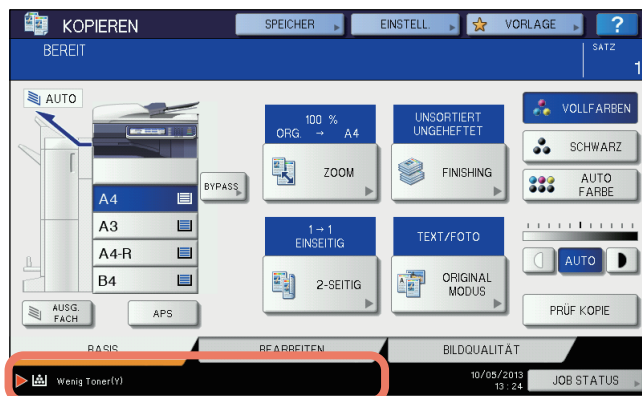 KOPIEREN
SPEICHER
EINSTELL.
VORLAGE
?
BEREIT
SATZ
1
AUTO
100 %
ORG. → A4
ZOOM
UNSORTIERT
UNGEHEFTET
FINISHING
VOLLFARBEN
SCHWARZ
AUTO
FARBE
BYPASS
A4
A3
A4-R
B4
1→1
EINSEITIG
2-SEITIG
TEXT/FOTO
ORIGINAL
MODUS
AUTO
AUSG.
FACH
APS
PRÜF KOPIE
BASIS
BEARBEITEN
BILDQUALITÄT
Wenig Toner(Y)
10/05/2013
13:24
JOB STATUS